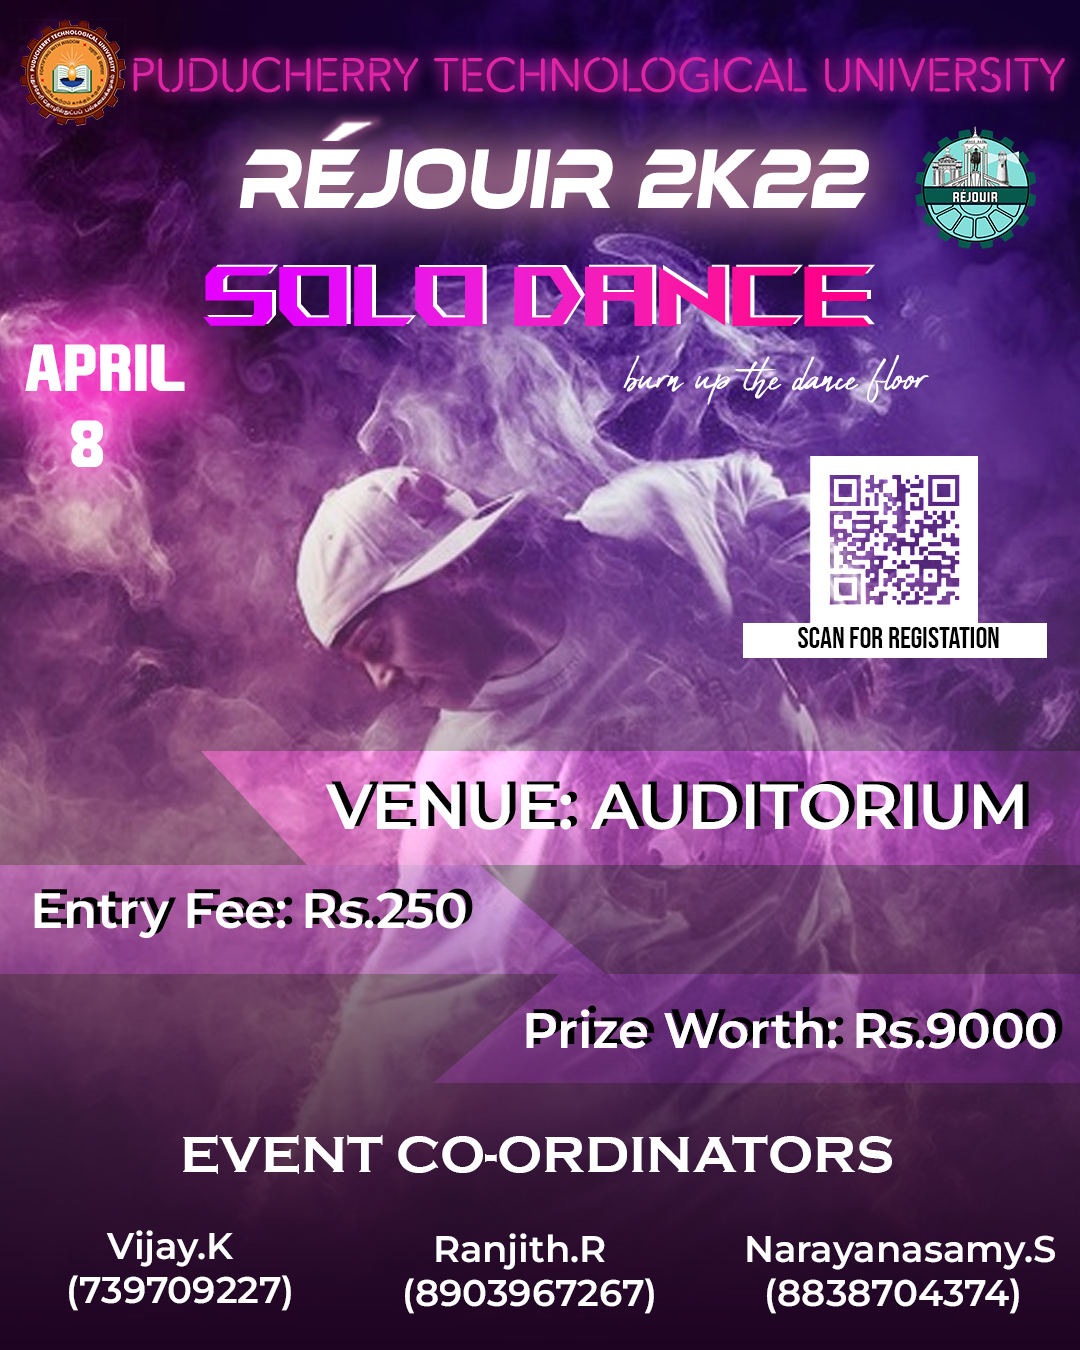 PUDUCHERRY TECHNOLOGICAL UNIVERSITY
RÉJOUIR 2K22
RÉJOUIR
SOLO DANCE
burn up the dance floor
APRIL
8
SCAN FOR REGISTATION
VENUE: AUDITORIUM
Entry Fee: Rs.250
Prize Worth: Rs.9000
EVENT CO-ORDINATORS
Vijay.K
(739709227)
Ranjith.R
(8903967267)
Narayanasamy.S
(8838704374)